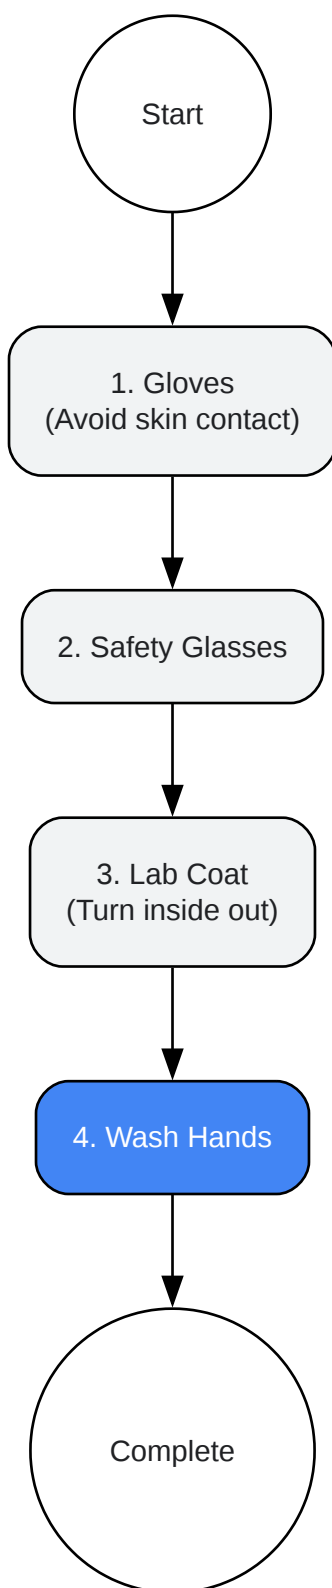 Start
1. Gloves
(Avoid skin contact)
2. Safety Glasses
3. Lab Coat
(Turn inside out)
4. Wash Hands
Complete